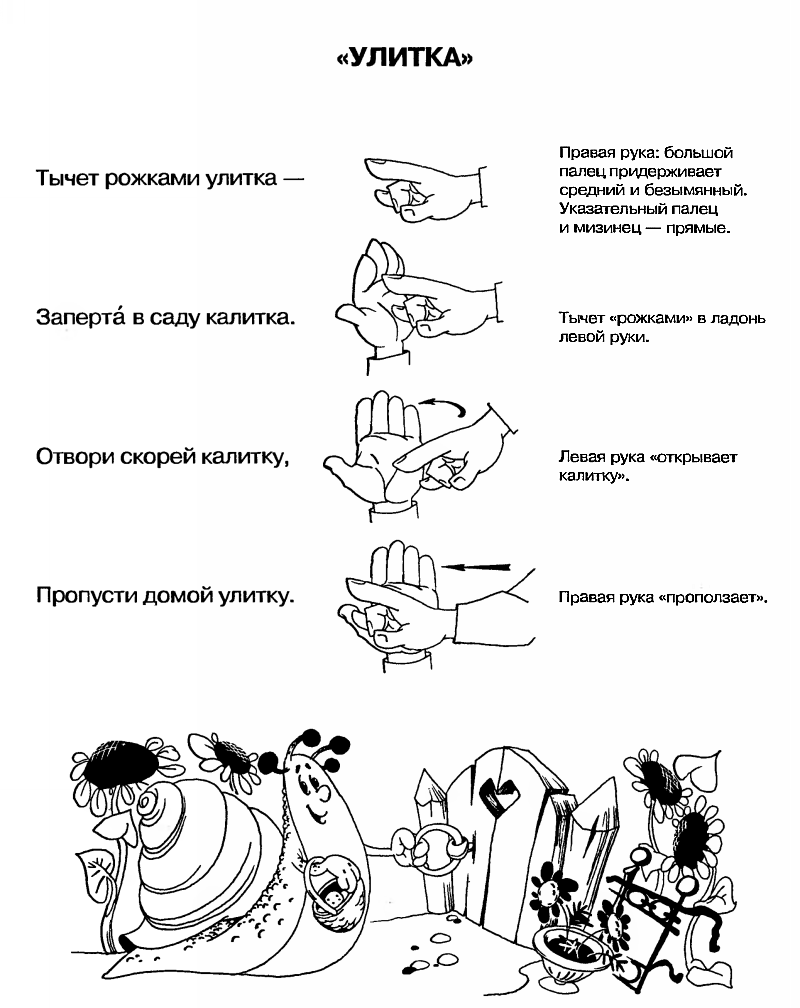 «УЛИТКА»
Тычет рожками улитка —
Правая рука: большой
палец придерживает
средний и безымянный.
Указательный палец
и мизинец — прямые.
Заперта́ в саду калитка.
Тычет «рожками» в ладонь
левой руки.
Отвори скорей калитку,
Левая рука «открывает
калитку».
Пропусти домой улитку.
Правая рука «проползает».